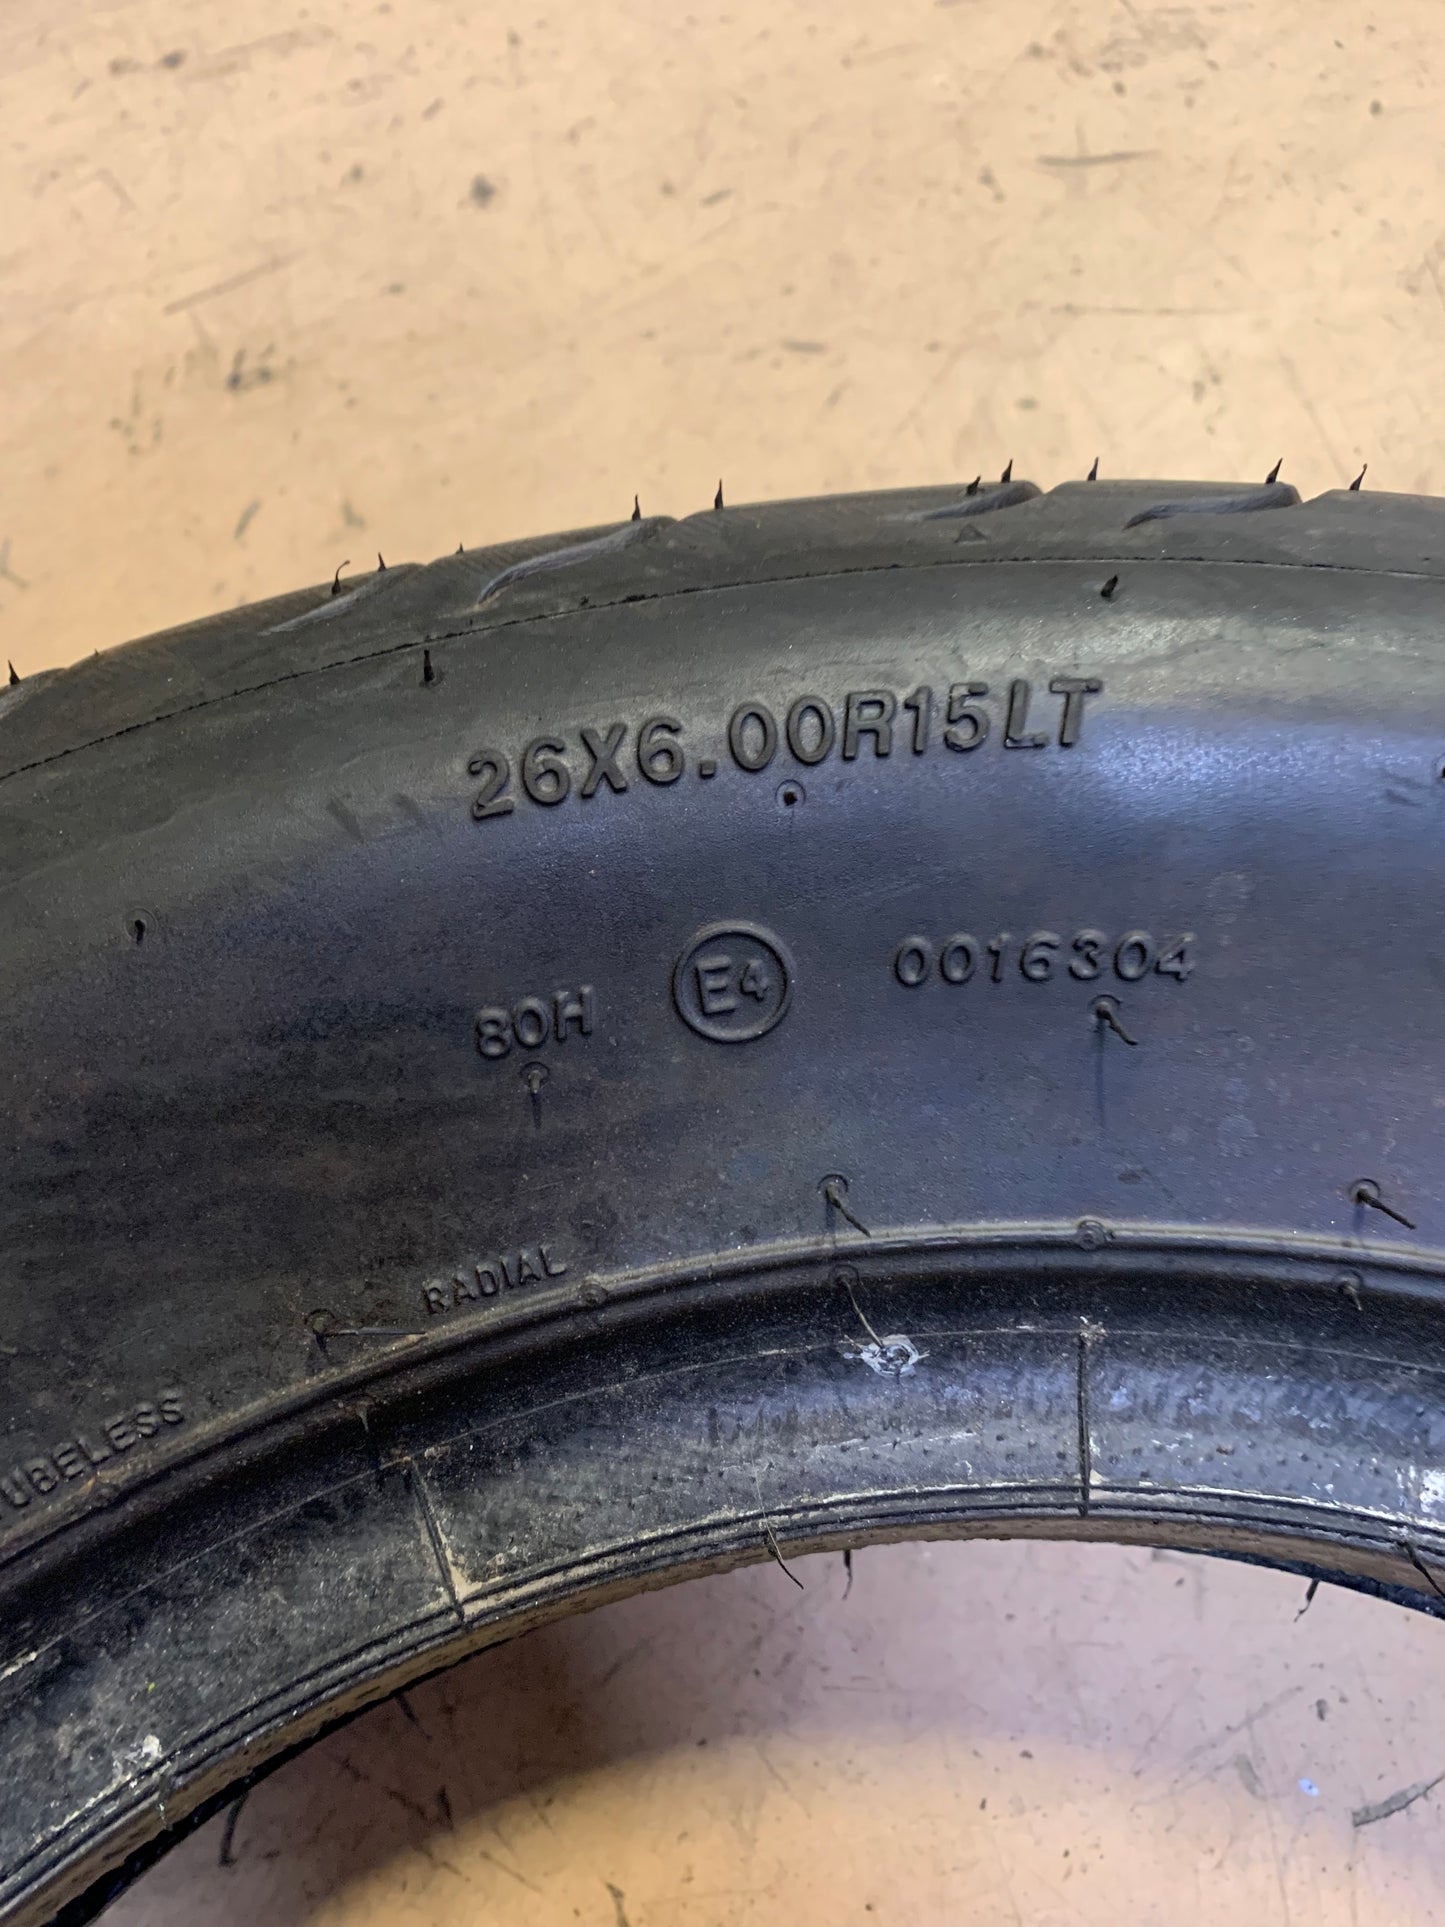 26X6.00R15LT
80H E4 0016304
RADIAL
UBELESS